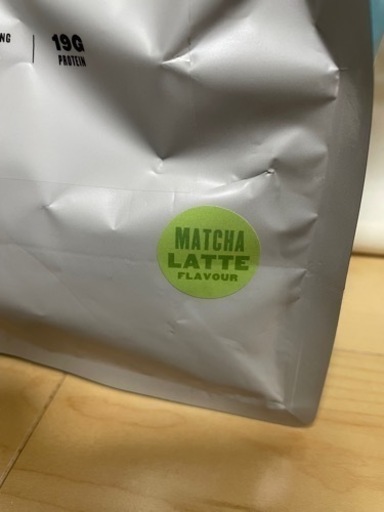 19G
PROTEIN
MATCHA
LATTE
FLAVOUR